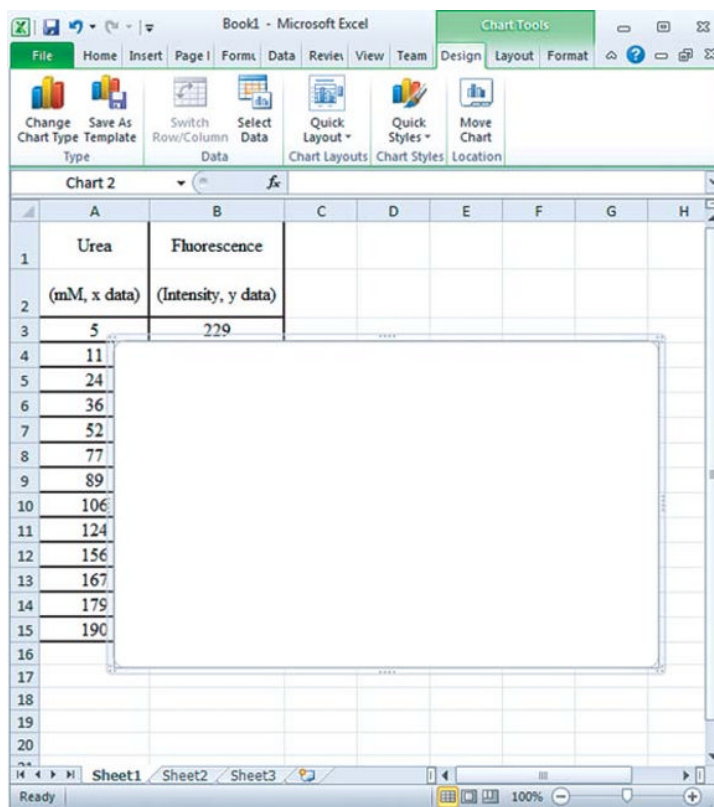 Book1 - Microsoft Excel
Chart Tools
File Home Insert Page l Formu Data Review View Team Design Layout Format
Change Chart Type
Save As Template
Switch Row/Column
Select Data
Quick Layout
Quick Styles
Move Chart
Type
Data
Chart Layouts
Chart Styles
Location
Chart 2
fx
A B C D E F G H
1 Urea Fluorescence
2 (mM, x data) (Intensity, y data)
3 5 229
4 11
5 24
6 36
7 52
8 77
9 89
10 106
11 124
12 156
13 167
14 179
15 190
16
17
18
19
20
Sheet1 Sheet2 Sheet3
Ready
100%